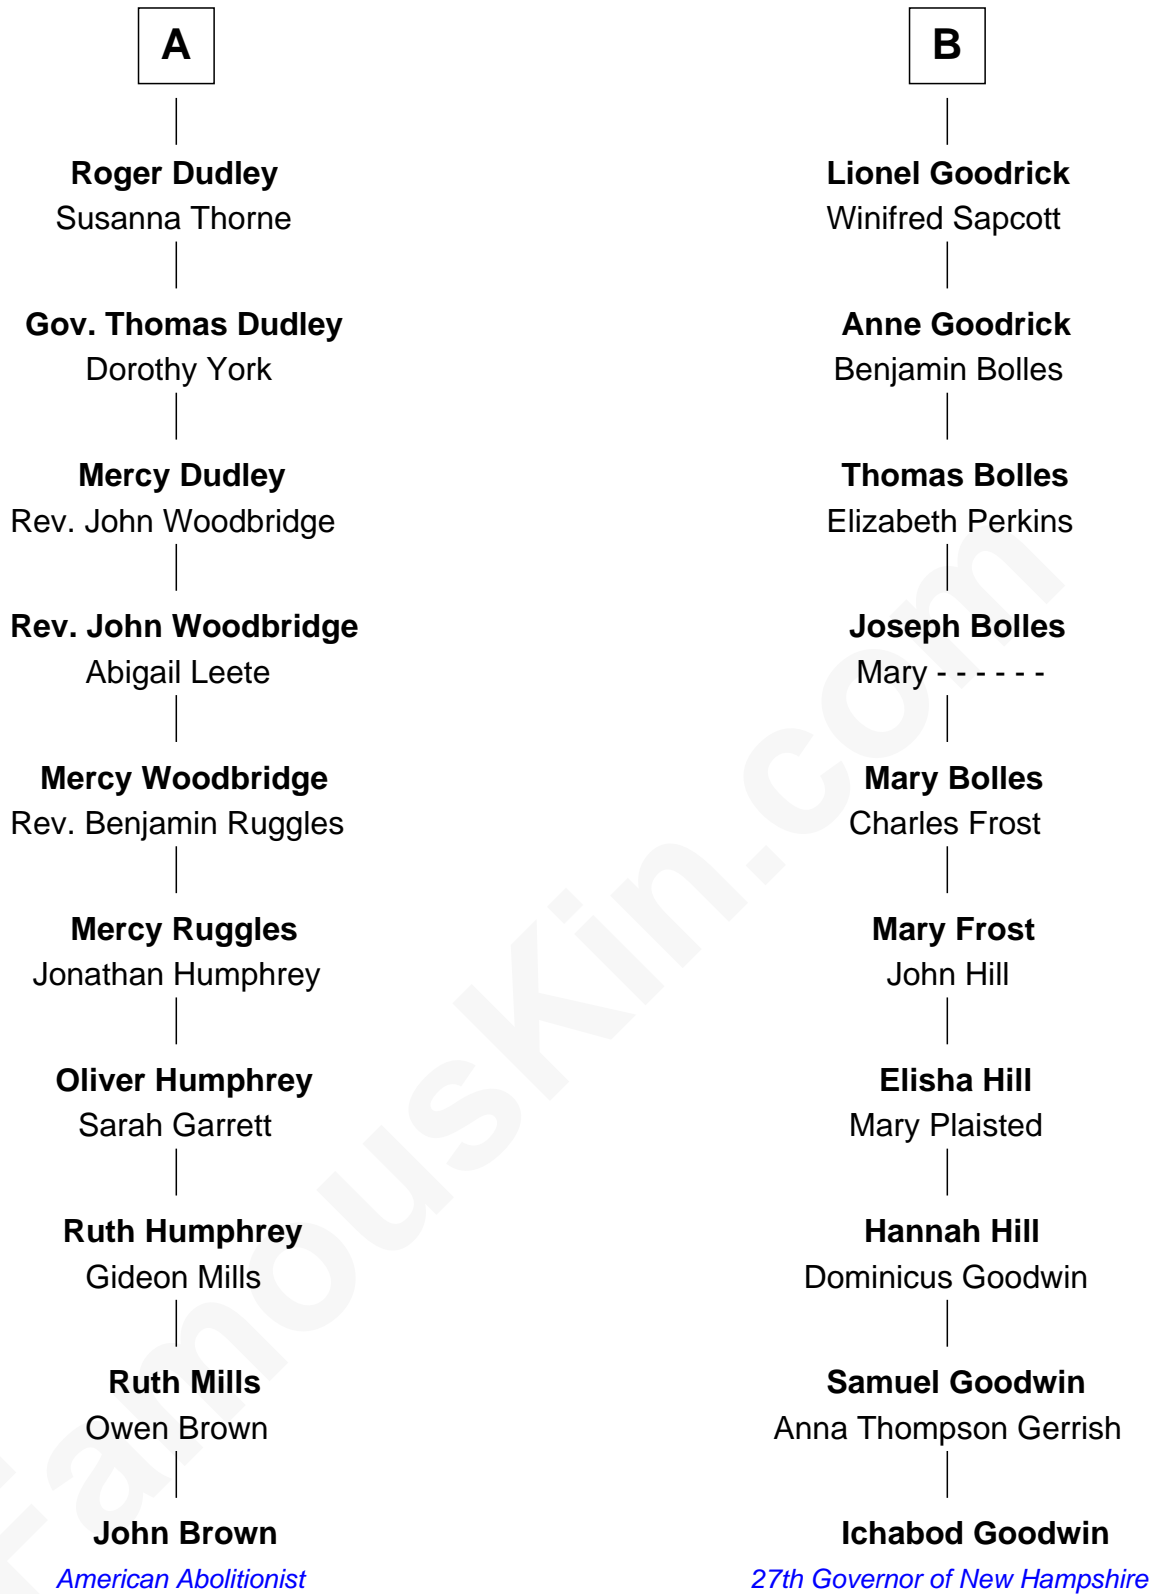 A
Roger Dudley
Susanna Thorne
Gov. Thomas Dudley
Dorothy York
Mercy Dudley
Rev. John Woodbridge
Rev. John Woodbridge
Abigail Leete
Mercy Woodbridge
Rev. Benjamin Ruggles
Mercy Ruggles
Jonathan Humphrey
Oliver Humphrey
Sarah Garrett
Ruth Humphrey
Gideon Mills
Ruth Mills
Owen Brown
John Brown
American Abolitionist
B
Lionel Goodrick
Winifred Sapcott
Anne Goodrick
Benjamin Bolles
Thomas Bolles
Elizabeth Perkins
Joseph Bolles
Mary - - - - - -
Mary Bolles
Charles Frost
Mary Frost
John Hill
Elisha Hill
Mary Plaisted
Hannah Hill
Dominicus Goodwin
Samuel Goodwin
Anna Thompson Gerrish
Ichabod Goodwin
27th Governor of New Hampshire
FamousKin.com